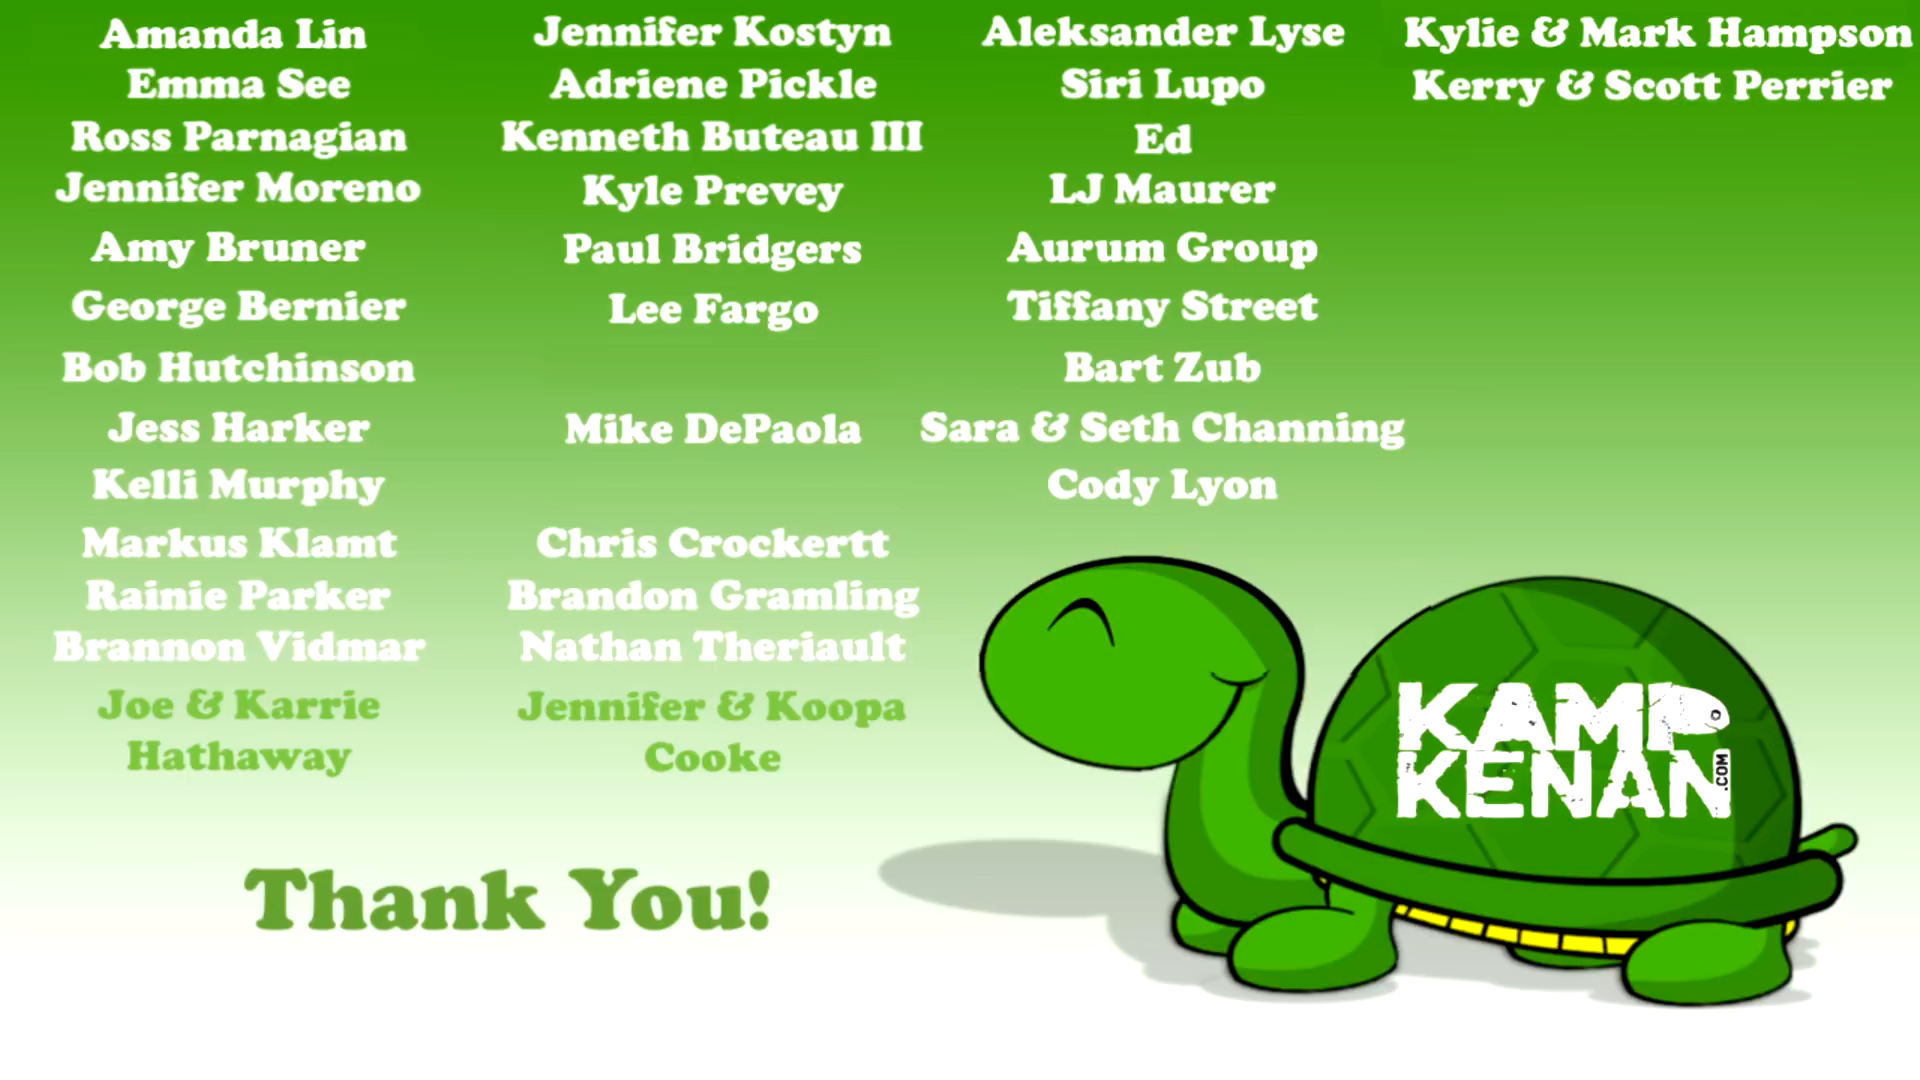 Amanda Lin
Emma See
Ross Parnagian
Jennifer Moreno
Amy Bruner
George Bernier
Bob Hutchinson
Jess Harker
Kelli Murphy
Markus Klamt
Rainie Parker
Brannon Vidmar
Joe & Karrie
Hathaway
Jennifer Kostyn
Adriene Pickle
Kenneth Buteau III
Kyle Prevey
Paul Bridgers
Lee Fargo
Mike DePaola
Chris Crockertt
Brandon Gramling
Nathan Theriault
Jennifer & Koopa
Cooke
Aleksander Lyse
Siri Lupo
Ed
LJ Maurer
Aurum Group
Tiffany Street
Bart Zub
Sara & Seth Channing
Cody Lyon
Kylie & Mark Hampson
Kerry & Scott Perrier
Thank You!
KAMP
KENAN
.COM